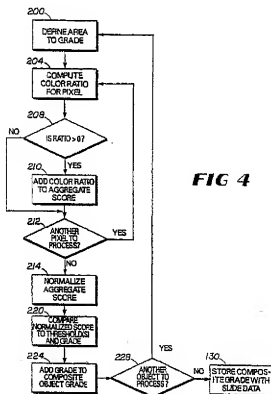 200
DEFINE AREA
TO GRADE
204
COMPUTE
COLOR RATIO
FOR PIXEL
208
IS RATIO > 0?
NO
YES
210
ADD COLOR RATIO
TO AGGREGATE
SCORE
FIG 4
212
ANOTHER
PIXEL TO
PROCESS?
YES
NO
214
NORMALIZE
AGGREGATE
SCORE
220
COMPARE
NORMALIZED SCORE
TO THRESHOLD(S)
AND GRADE
YES
224
ADD GRADE TO
COMPOSITE
OBJECT GRADE
228
ANOTHER
OBJECT TO
PROCESS?
NO
130
STORE COMPOS-
ITE GRADE WITH
SLIDE DATA